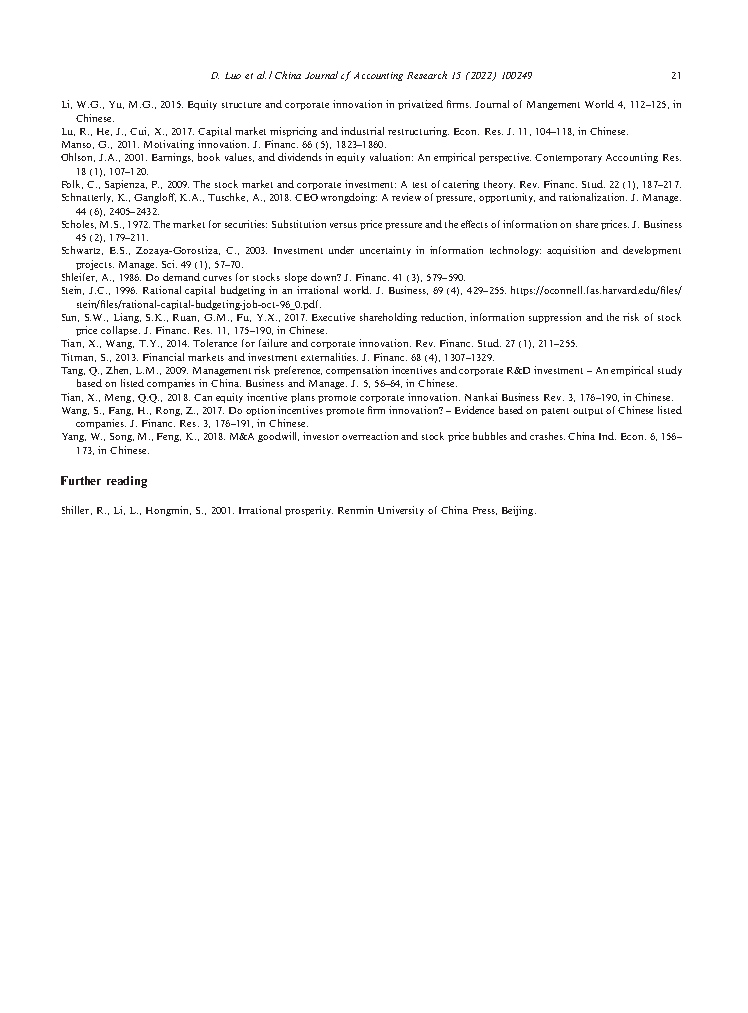 D. Luo et al. / China Journal of Accounting Research 15 (2022) 100249
21
Li, W.G., Yu, M.G., 2015. Equity structure and corporate innovation in privatized firms. Journal of Mangement World 4, 112–125, in
Chinese.
Lu, R., He, J., Cui, X., 2017. Capital market mispricing and industrial restructuring. Econ. Res. J. 11, 104–118, in Chinese.
Manso, G., 2011. Motivating innovation. J. Financ. 66 (5), 1823–1860.
Ohlson, J.A., 2001. Earnings, book values, and dividends in equity valuation: An empirical perspective. Contemporary Accounting Res.
18 (1), 107–120.
Polk, C., Sapienza, P., 2009. The stock market and corporate investment: A test of catering theory. Rev. Financ. Stud. 22 (1), 187–217.
Schnatterly, K., Gangloff, K.A., Tuschke, A., 2018. CEO wrongdoing: A review of pressure, opportunity, and rationalization. J. Manage.
44 (6), 2405–2432.
Scholes, M.S., 1972. The market for securities: Substitution versus price pressure and the effects of information on share prices. J. Business
45 (2), 179–211.
Schwartz, E.S., Zozaya-Gorostiza, C., 2003. Investment under uncertainty in information technology: acquisition and development
projects. Manage. Sci. 49 (1), 57–70.
Shleifer, A., 1986. Do demand curves for stocks slope down? J. Financ. 41 (3), 579–590.
Stein, J.C., 1996. Rational capital budgeting in an irrational world. J. Business, 69 (4), 429–255. https://oconnell.fas.harvard.edu/files/
stein/files/rational-capital-budgeting-job-oct-96_0.pdf.
Sun, S.W., Liang, S.K., Ruan, G.M., Fu, Y.X., 2017. Executive shareholding reduction, information suppression and the risk of stock
price collapse. J. Financ. Res. 11, 175–190, in Chinese.
Tian, X., Wang, T.Y., 2014. Tolerance for failure and corporate innovation. Rev. Financ. Stud. 27 (1), 211–255.
Titman, S., 2013. Financial markets and investment externalities. J. Financ. 68 (4), 1307–1329.
Tang, Q., Zhen, L.M., 2009. Management risk preference, compensation incentives and corporate R&D investment – An empirical study
based on listed companies in China. Business and Manage. J. 5, 56–64, in Chinese.
Tian, X., Meng, Q.Q., 2018. Can equity incentive plans promote corporate innovation. Nankai Business Rev. 3, 176–190, in Chinese.
Wang, S., Fang, H., Rong, Z., 2017. Do option incentives promote firm innovation? – Evidence based on patent output of Chinese listed
companies. J. Financ. Res. 3, 176–191, in Chinese.
Yang, W., Song, M., Feng, K., 2018. M&A goodwill, investor overreaction and stock price bubbles and crashes. China Ind. Econ. 6, 156–
173, in Chinese.
Further reading
Shiller, R., Li, L., Hongmin, S., 2001. Irrational prosperity. Renmin University of China Press, Beijing.